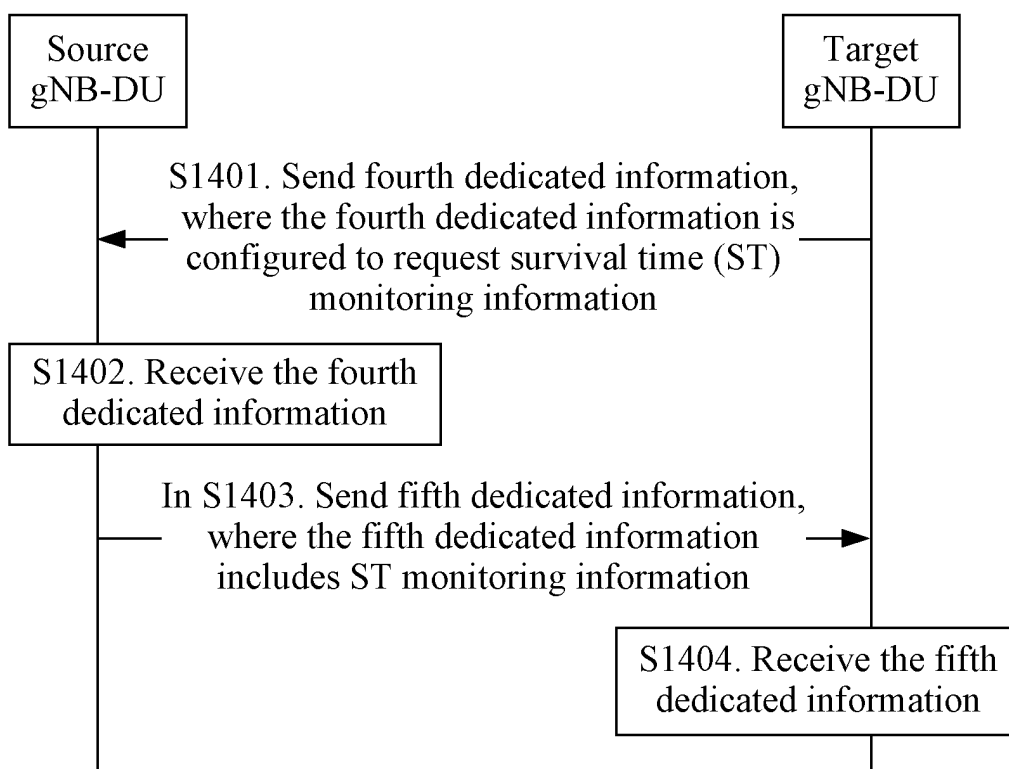 Source
gNB-DU
Target
gNB-DU
S1401. Send fourth dedicated information,
where the fourth dedicated information is
configured to request survival time (ST)
monitoring information
S1402. Receive the fourth
dedicated information
In S1403. Send fifth dedicated information,
where the fifth dedicated information
includes ST monitoring information
S1404. Receive the fifth
dedicated information